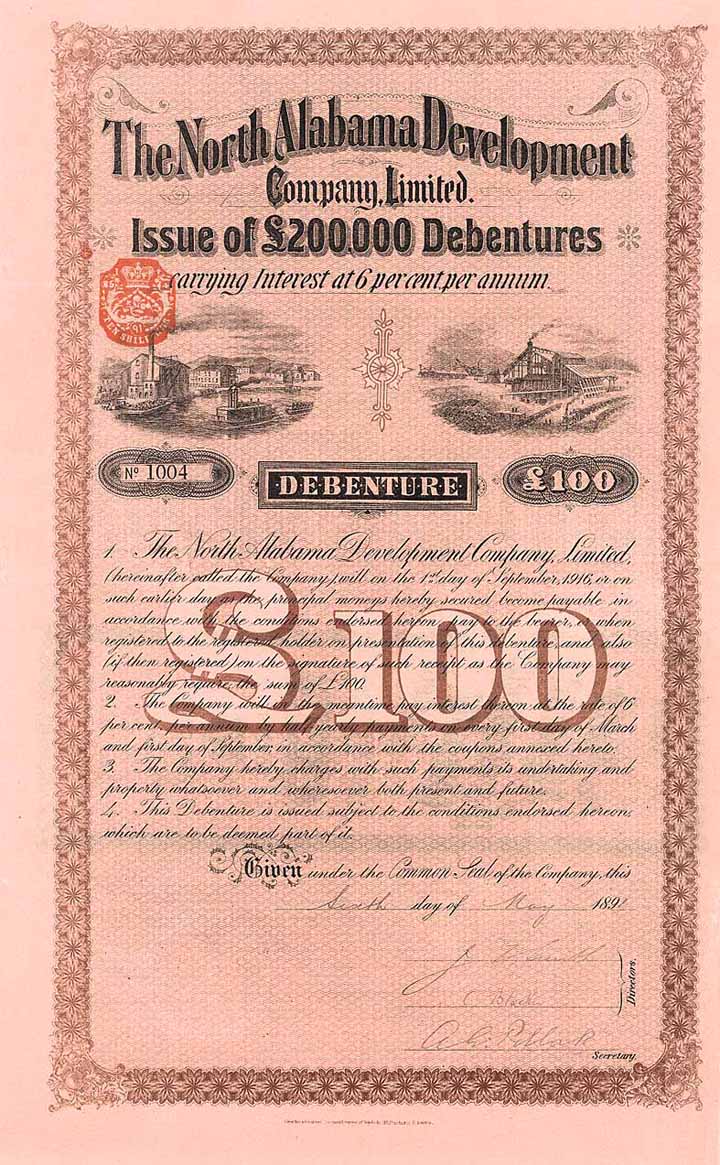 The North Alabama Development
Company, Limited.
Issue of £200.000 Debentures
carrying Interest at 6 per cent. per annum.
TEN SHILLINGS
No 1004
DEBENTURE
£100
£100
1. The North Alabama Development Company, Limited,
(hereinafter called the Company) will on the 1st day of September, 1916, or on
such earlier day as the principal moneys hereby secured become payable in
accordance with the conditions endorsed hereon pay to the bearer, or when
registered to the registered holder on presentation of this debenture, and also
(if then registered) on the signature of such receipt as the Company may
reasonably require, the sum of £100.
2. The Company will in the meantime pay interest thereon at the rate of 6
per cent. per annum by half-yearly payments on every first day of March
and first day of September, in accordance with the coupons annexed hereto.
3. The Company hereby charges with such payments its undertaking and
property whatsoever and wheresoever both present and future.
4. This Debenture is issued subject to the conditions endorsed hereon,
which are to be deemed part of it.
Given under the Common Seal of the Company, this
Sixth day of May 1891
Directors.
Secretary.